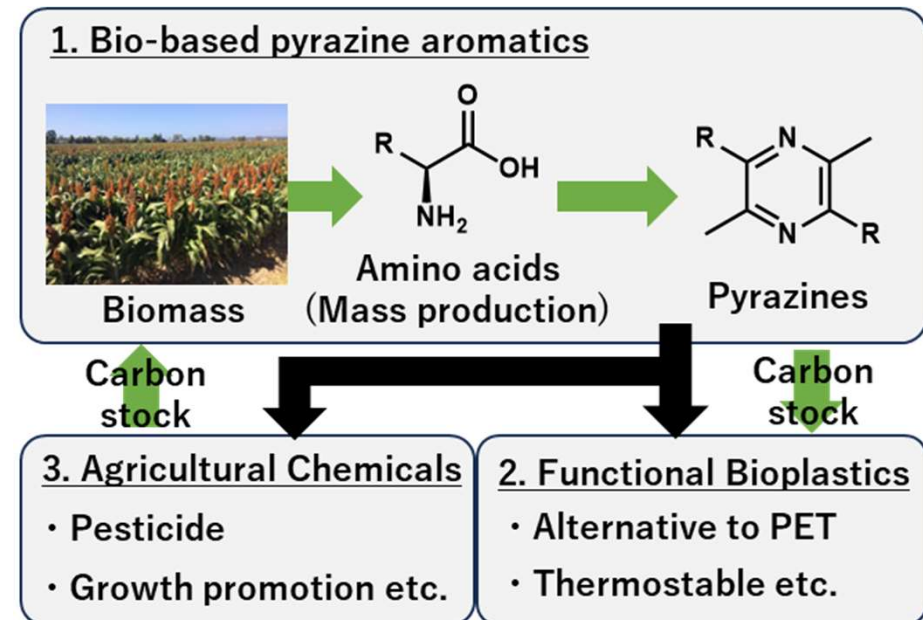 1. Bio-based pyrazine aromatics
O
R
OH
NH2
R
N
N
R
Biomass
Amino acids
(Mass production)
Pyrazines
Carbon
stock
Carbon
stock
3. Agricultural Chemicals
・Pesticide
・Growth promotion etc.
2. Functional Bioplastics
・Alternative to PET
・Thermostable etc.